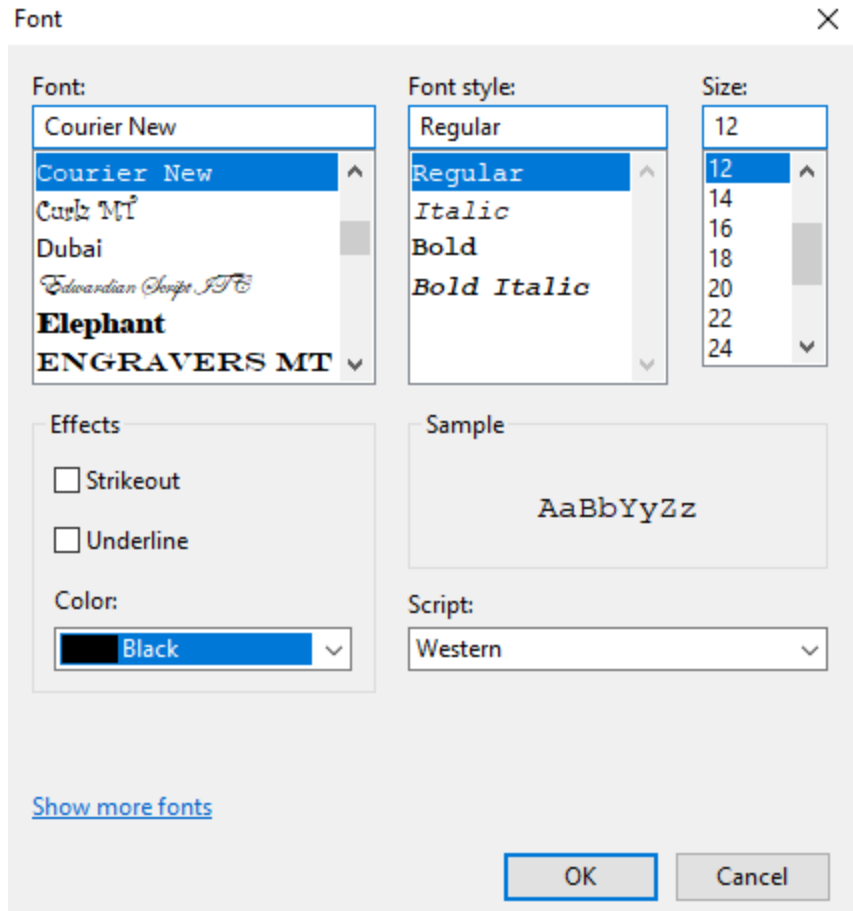 Font
Font:
Courier New
Courier New
Curlz MT
Dubai
Edwardian Script ITC
Elephant
ENGRAVERS MT
Font style:
Regular
Regular
Italic
Bold
Bold Italic
Size:
12
12
14
16
18
20
22
24
Effects
Strikeout
Underline
Color:
Black
Sample
AaBbYyZz
Script:
Western
Show more fonts
OK
Cancel